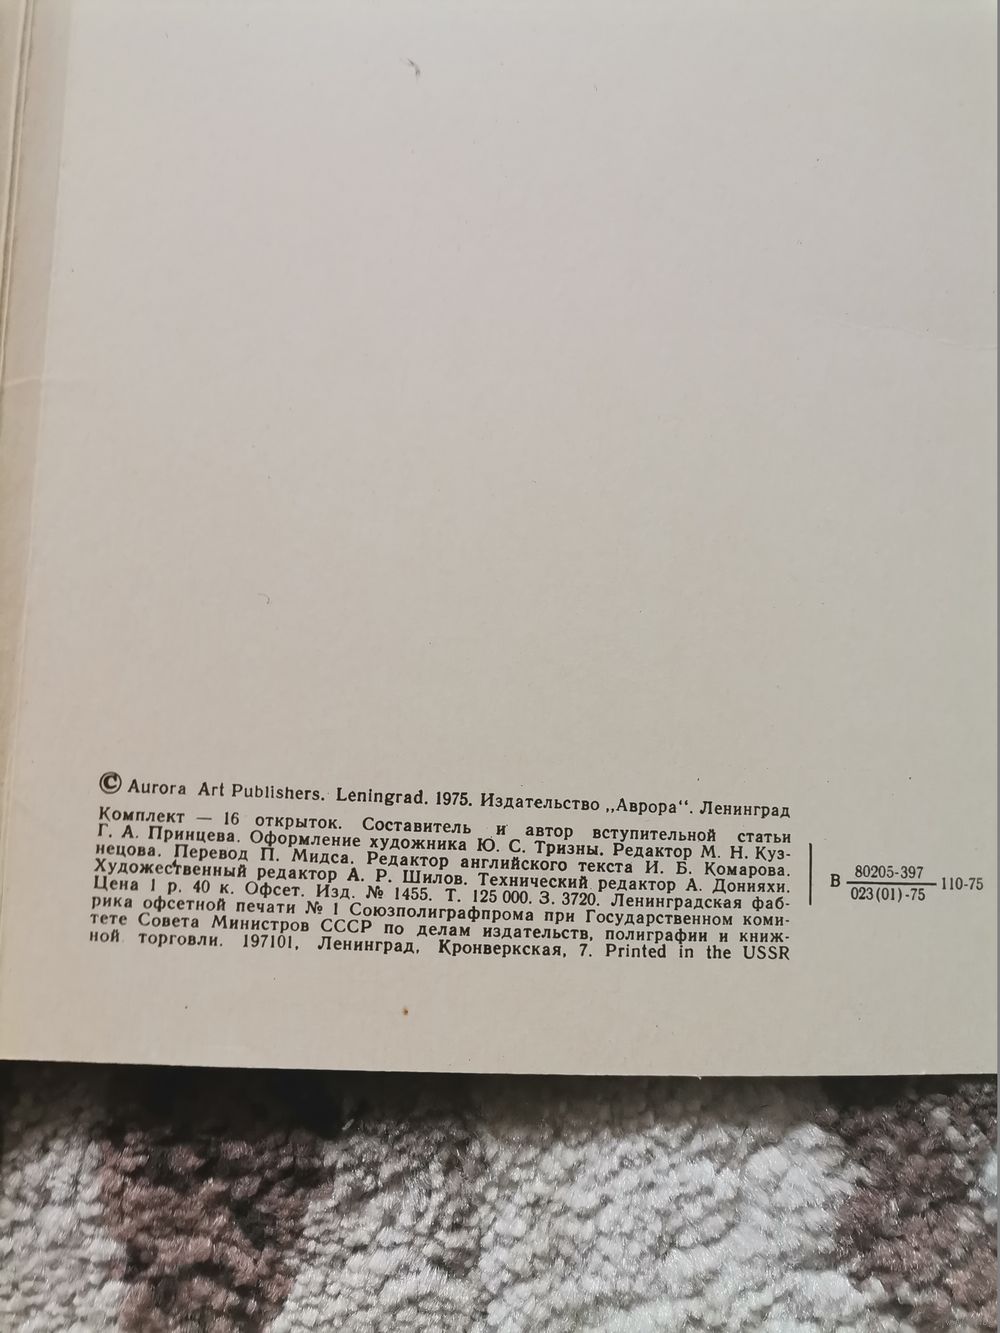 © Aurora Art Publishers. Leningrad. 1975. Издательство „Аврора“. Ленинград
Комплект — 16 открыток. Составитель и автор вступительной статьи
Г. А. Принцева. Оформление художника Ю. С. Тризны. Редактор М. Н. Куз-
нецова. Перевод П. Мидса. Редактор английского текста И. Б. Комарова.
Художественный редактор А. Р. Шилов. Технический редактор А. Донияхи.
Цена 1 р. 40 к. Офсет. Изд. № 1455. Т. 125 000. З. 3720. Ленинградская фаб-
рика офсетной печати № 1 Союзполиграфпрома при Государственном коми-
тете Совета Министров СССР по делам издательств, полиграфии и книж-
ной торговли. 197101, Ленинград, Кронверкская, 7. Printed in the USSR
80205-397
В 110-75
023(01)-75